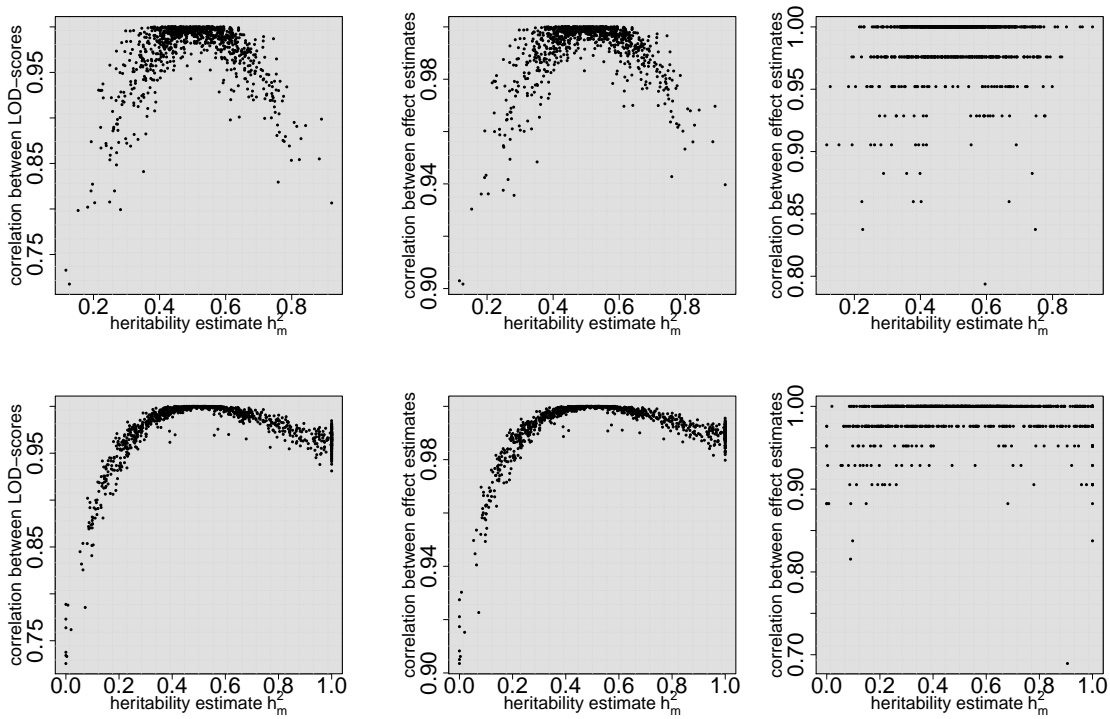 correlation between LOD−scores
0.75 0.85 0.95
0.2 0.4 0.6 0.8
heritability estimate h²ₘ
correlation between effect estimates
0.90 0.94 0.98
0.2 0.4 0.6 0.8
heritability estimate h²ₘ
correlation between effect estimates
0.80 0.85 0.90 0.95 1.00
0.2 0.4 0.6 0.8
heritability estimate h²ₘ
correlation between LOD−scores
0.75 0.85 0.95
0.0 0.2 0.4 0.6 0.8 1.0
heritability estimate h²ₘ
correlation between effect estimates
0.90 0.94 0.98
0.0 0.2 0.4 0.6 0.8 1.0
heritability estimate h²ₘ
correlation between effect estimates
0.70 0.80 0.90 1.00
0.0 0.2 0.4 0.6 0.8 1.0
heritability estimate h²ₘ